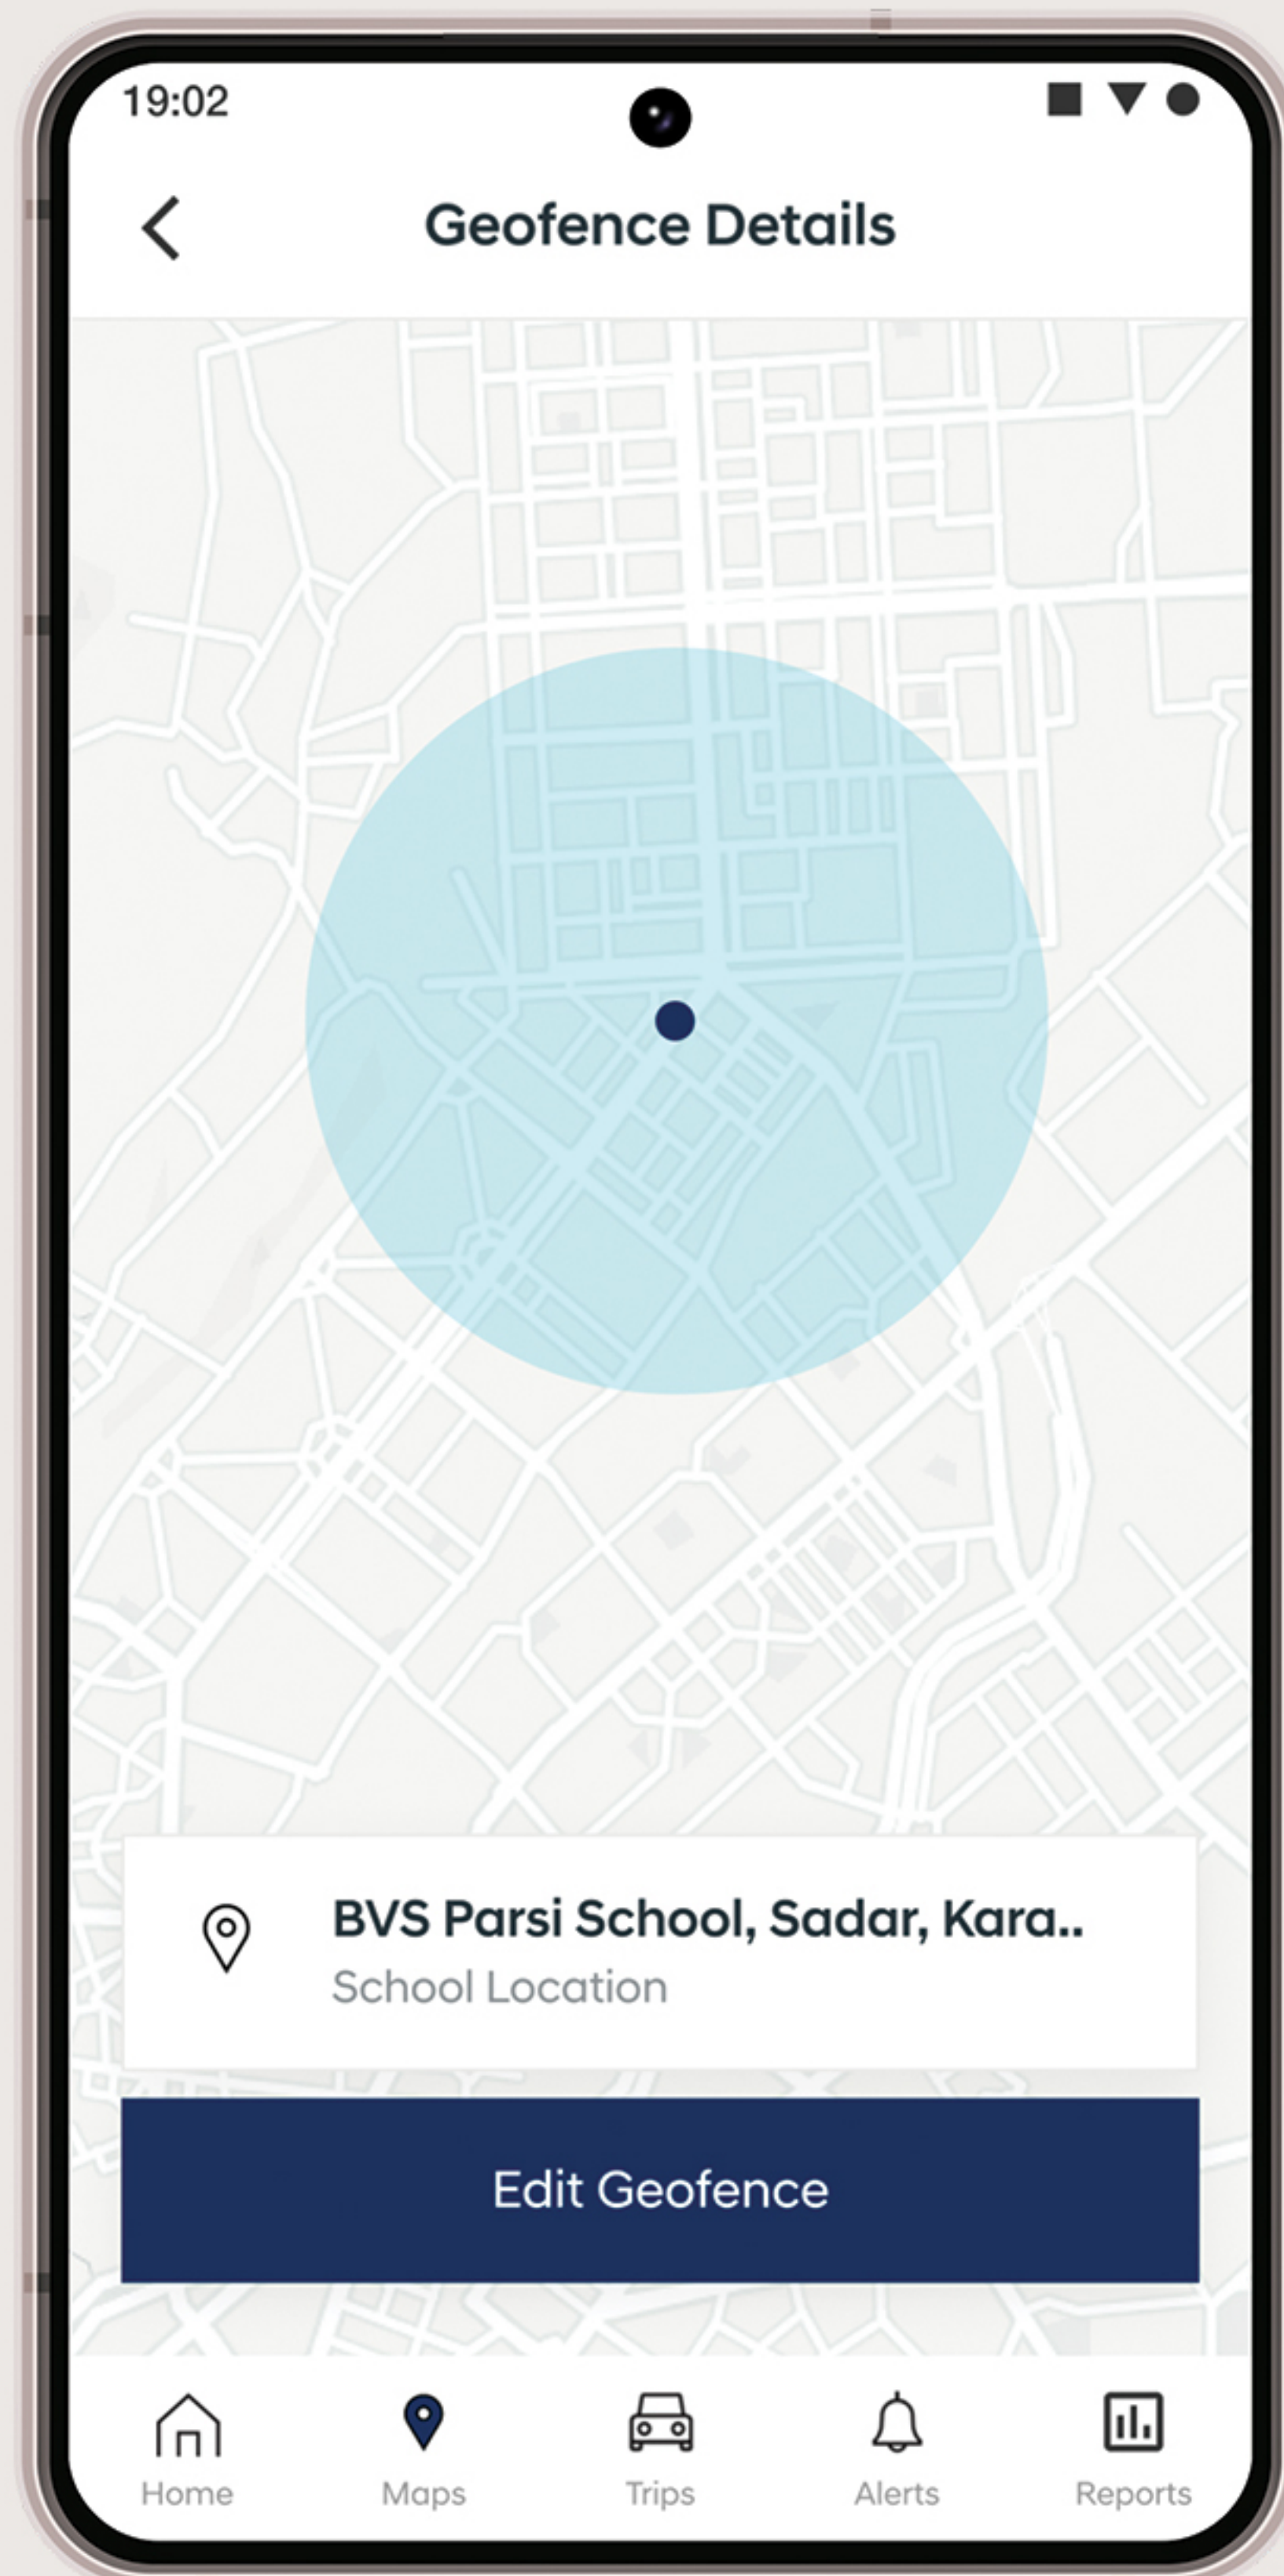 19:02
Geofence Details
BVS Parsi School, Sadar, Kara..
School Location
Edit Geofence
Home
Maps
Trips
Alerts
Reports